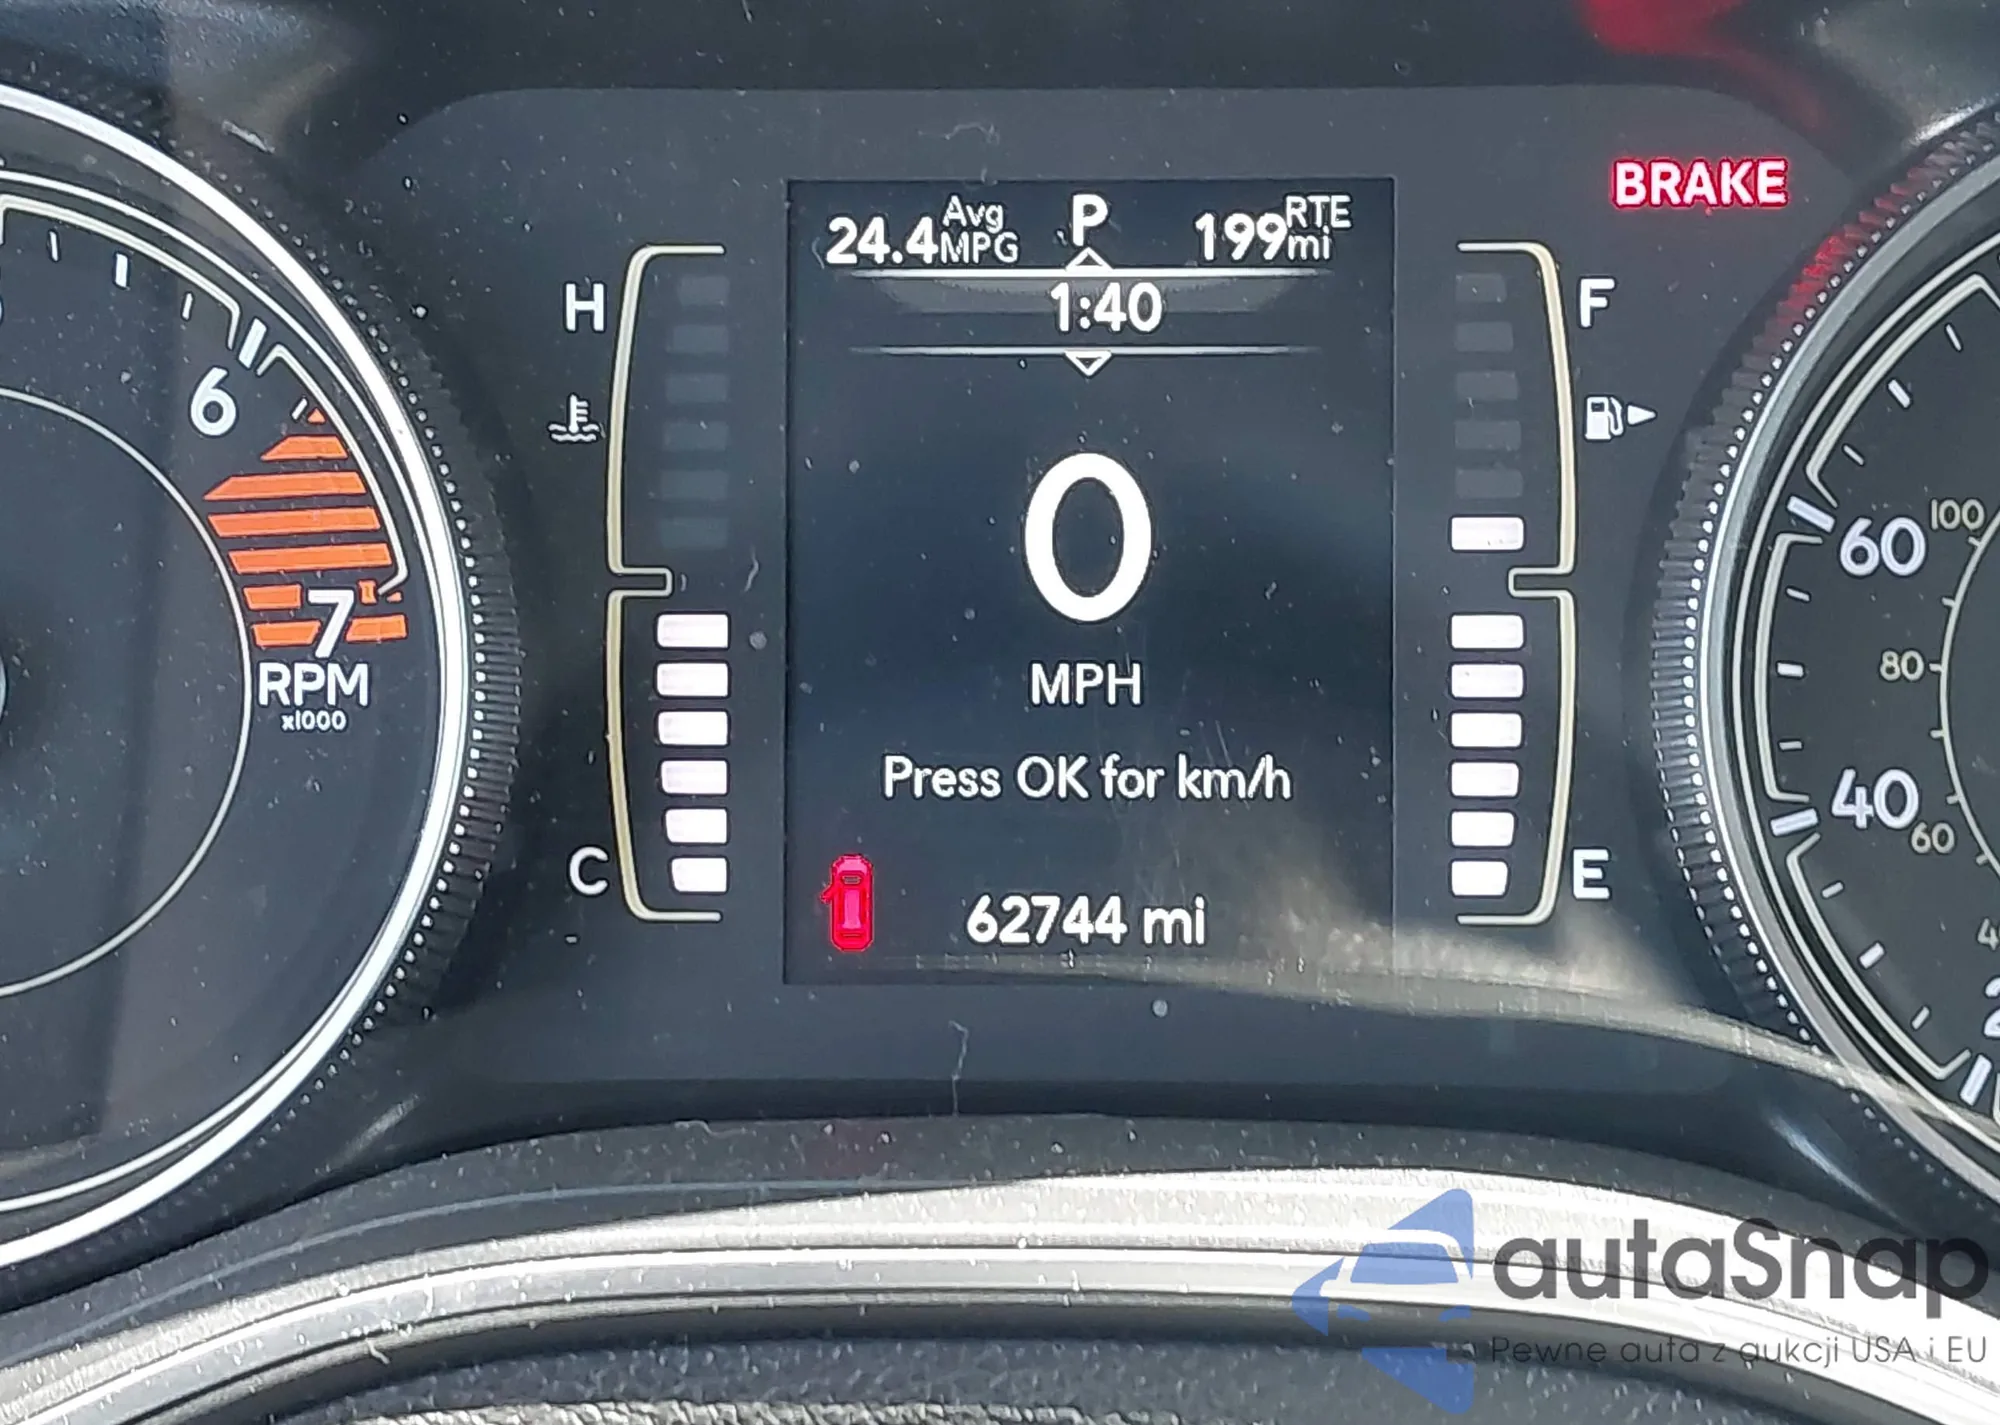 BRAKE
24.4 Avg MPG P 199 RTE mi
1:40
H F
6
0
7
RPM
x1000
MPH
Press OK for km/h
C E
62744 mi
60 100
80
40 60
autaSnap
Pewne auta z aukcji USA i EU